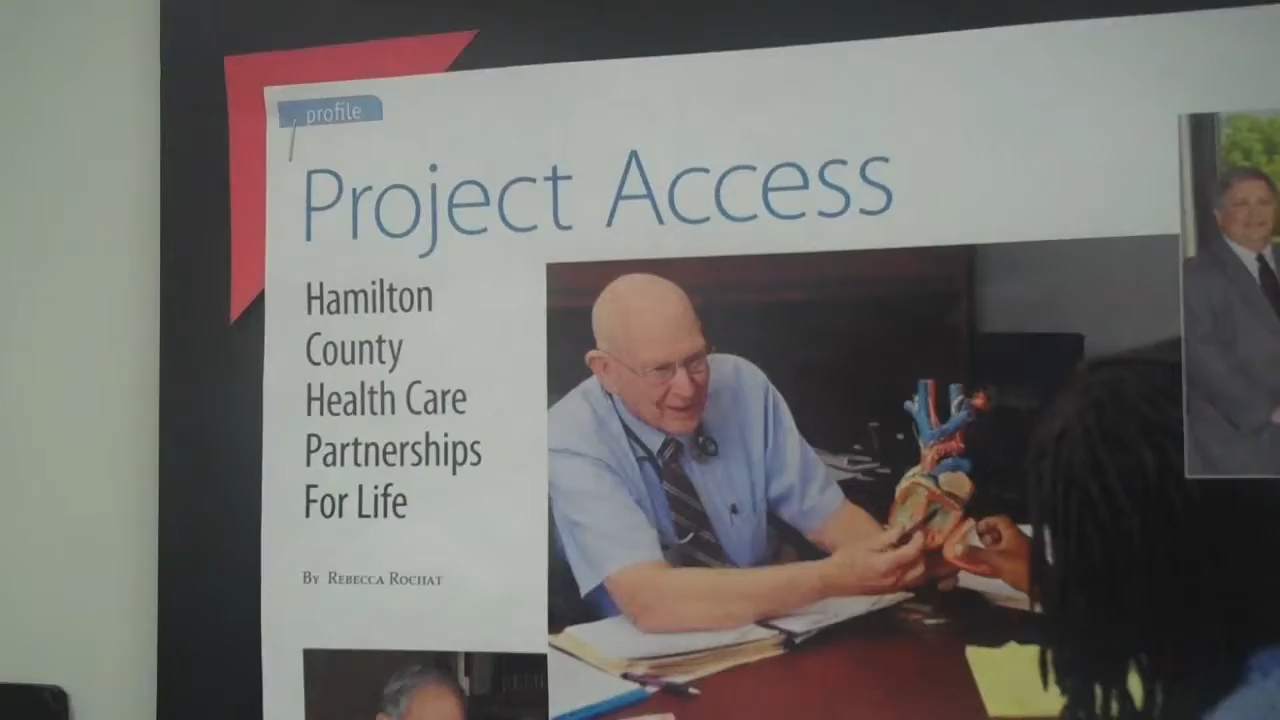 profile
Project Access
Hamilton
County
Health Care
Partnerships
For Life
By Rebecca Rochat